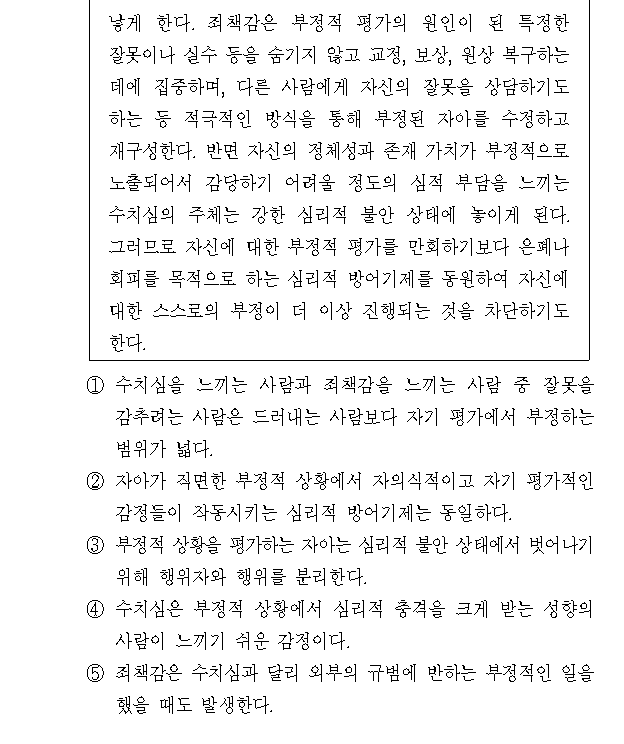 낳게 한다. 죄책감은 부정적 평가의 원인이 된 특정한
잘못이나 실수 등을 숨기지 않고 교정, 보상, 원상 복구하는
데에 집중하며, 다른 사람에게 자신의 잘못을 상담하기도
하는 등 적극적인 방식을 통해 부정된 자아를 수정하고
재구성한다. 반면 자신의 정체성과 존재 가치가 부정적으로
노출되어서 감당하기 어려울 정도의 심적 부담을 느끼는
수치심의 주체는 강한 심리적 불안 상태에 놓이게 된다.
그러므로 자신에 대한 부정적 평가를 만회하기보다 은폐나
회피를 목적으로 하는 심리적 방어기제를 동원하여 자신에
대한 스스로의 부정이 더 이상 진행되는 것을 차단하기도
한다.
① 수치심을 느끼는 사람과 죄책감을 느끼는 사람 중 잘못을
감추려는 사람은 드러내는 사람보다 자기 평가에서 부정하는
범위가 넓다.
② 자아가 직면한 부정적 상황에서 자의식적이고 자기 평가적인
감정들이 작동시키는 심리적 방어기제는 동일하다.
③ 부정적 상황을 평가하는 자아는 심리적 불안 상태에서 벗어나기
위해 행위자와 행위를 분리한다.
④ 수치심은 부정적 상황에서 심리적 충격을 크게 받는 성향의
사람이 느끼기 쉬운 감정이다.
⑤ 죄책감은 수치심과 달리 외부의 규범에 반하는 부정적인 일을
했을 때도 발생한다.